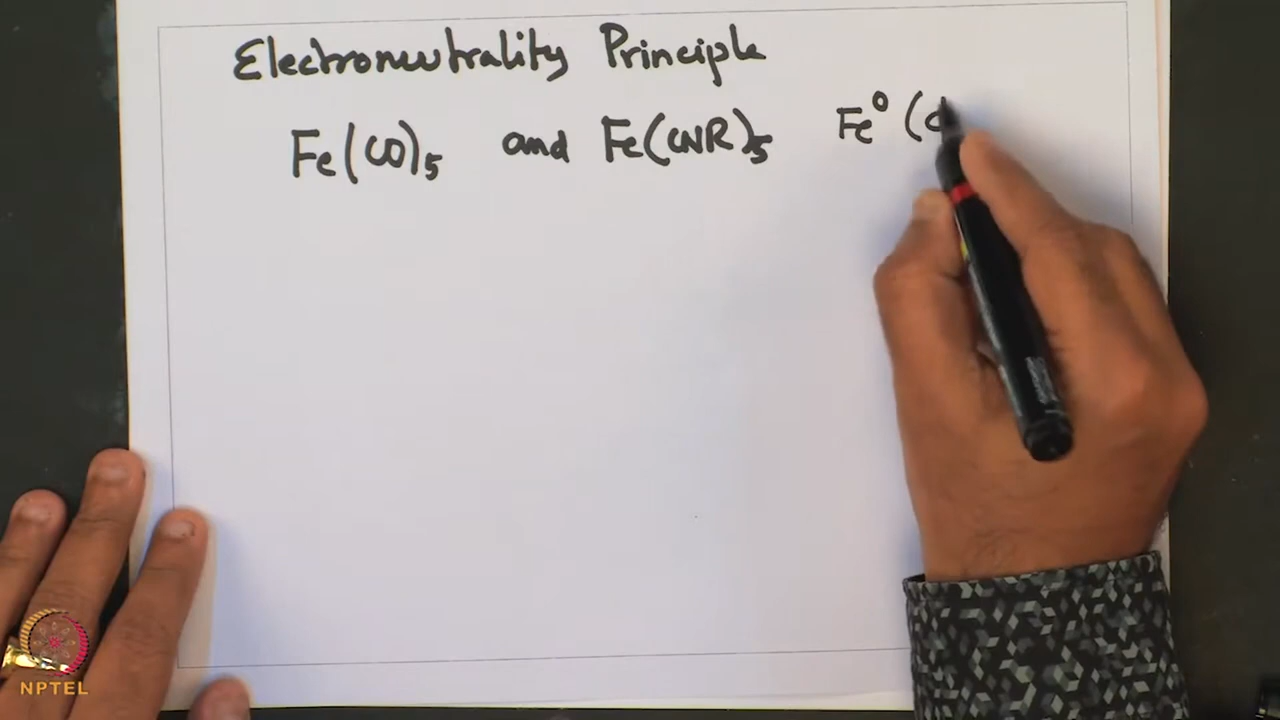 Electroneutrality Principle
Fe(CO)₅ and Fe(CNR)₅ Fe⁰ (
NPTEL